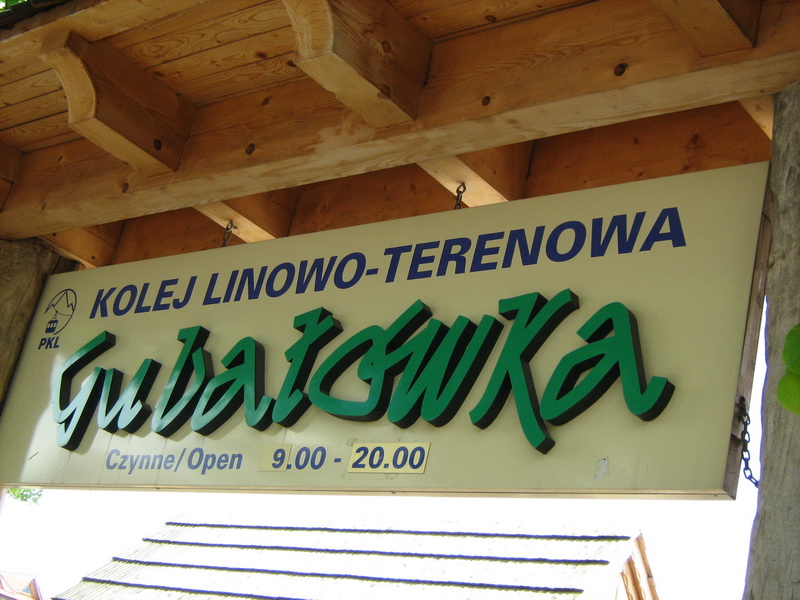 KOLEJ LINOWO-TERENOWA
PKL
Gubałówka
Czynne/Open 9.00 - 20.00